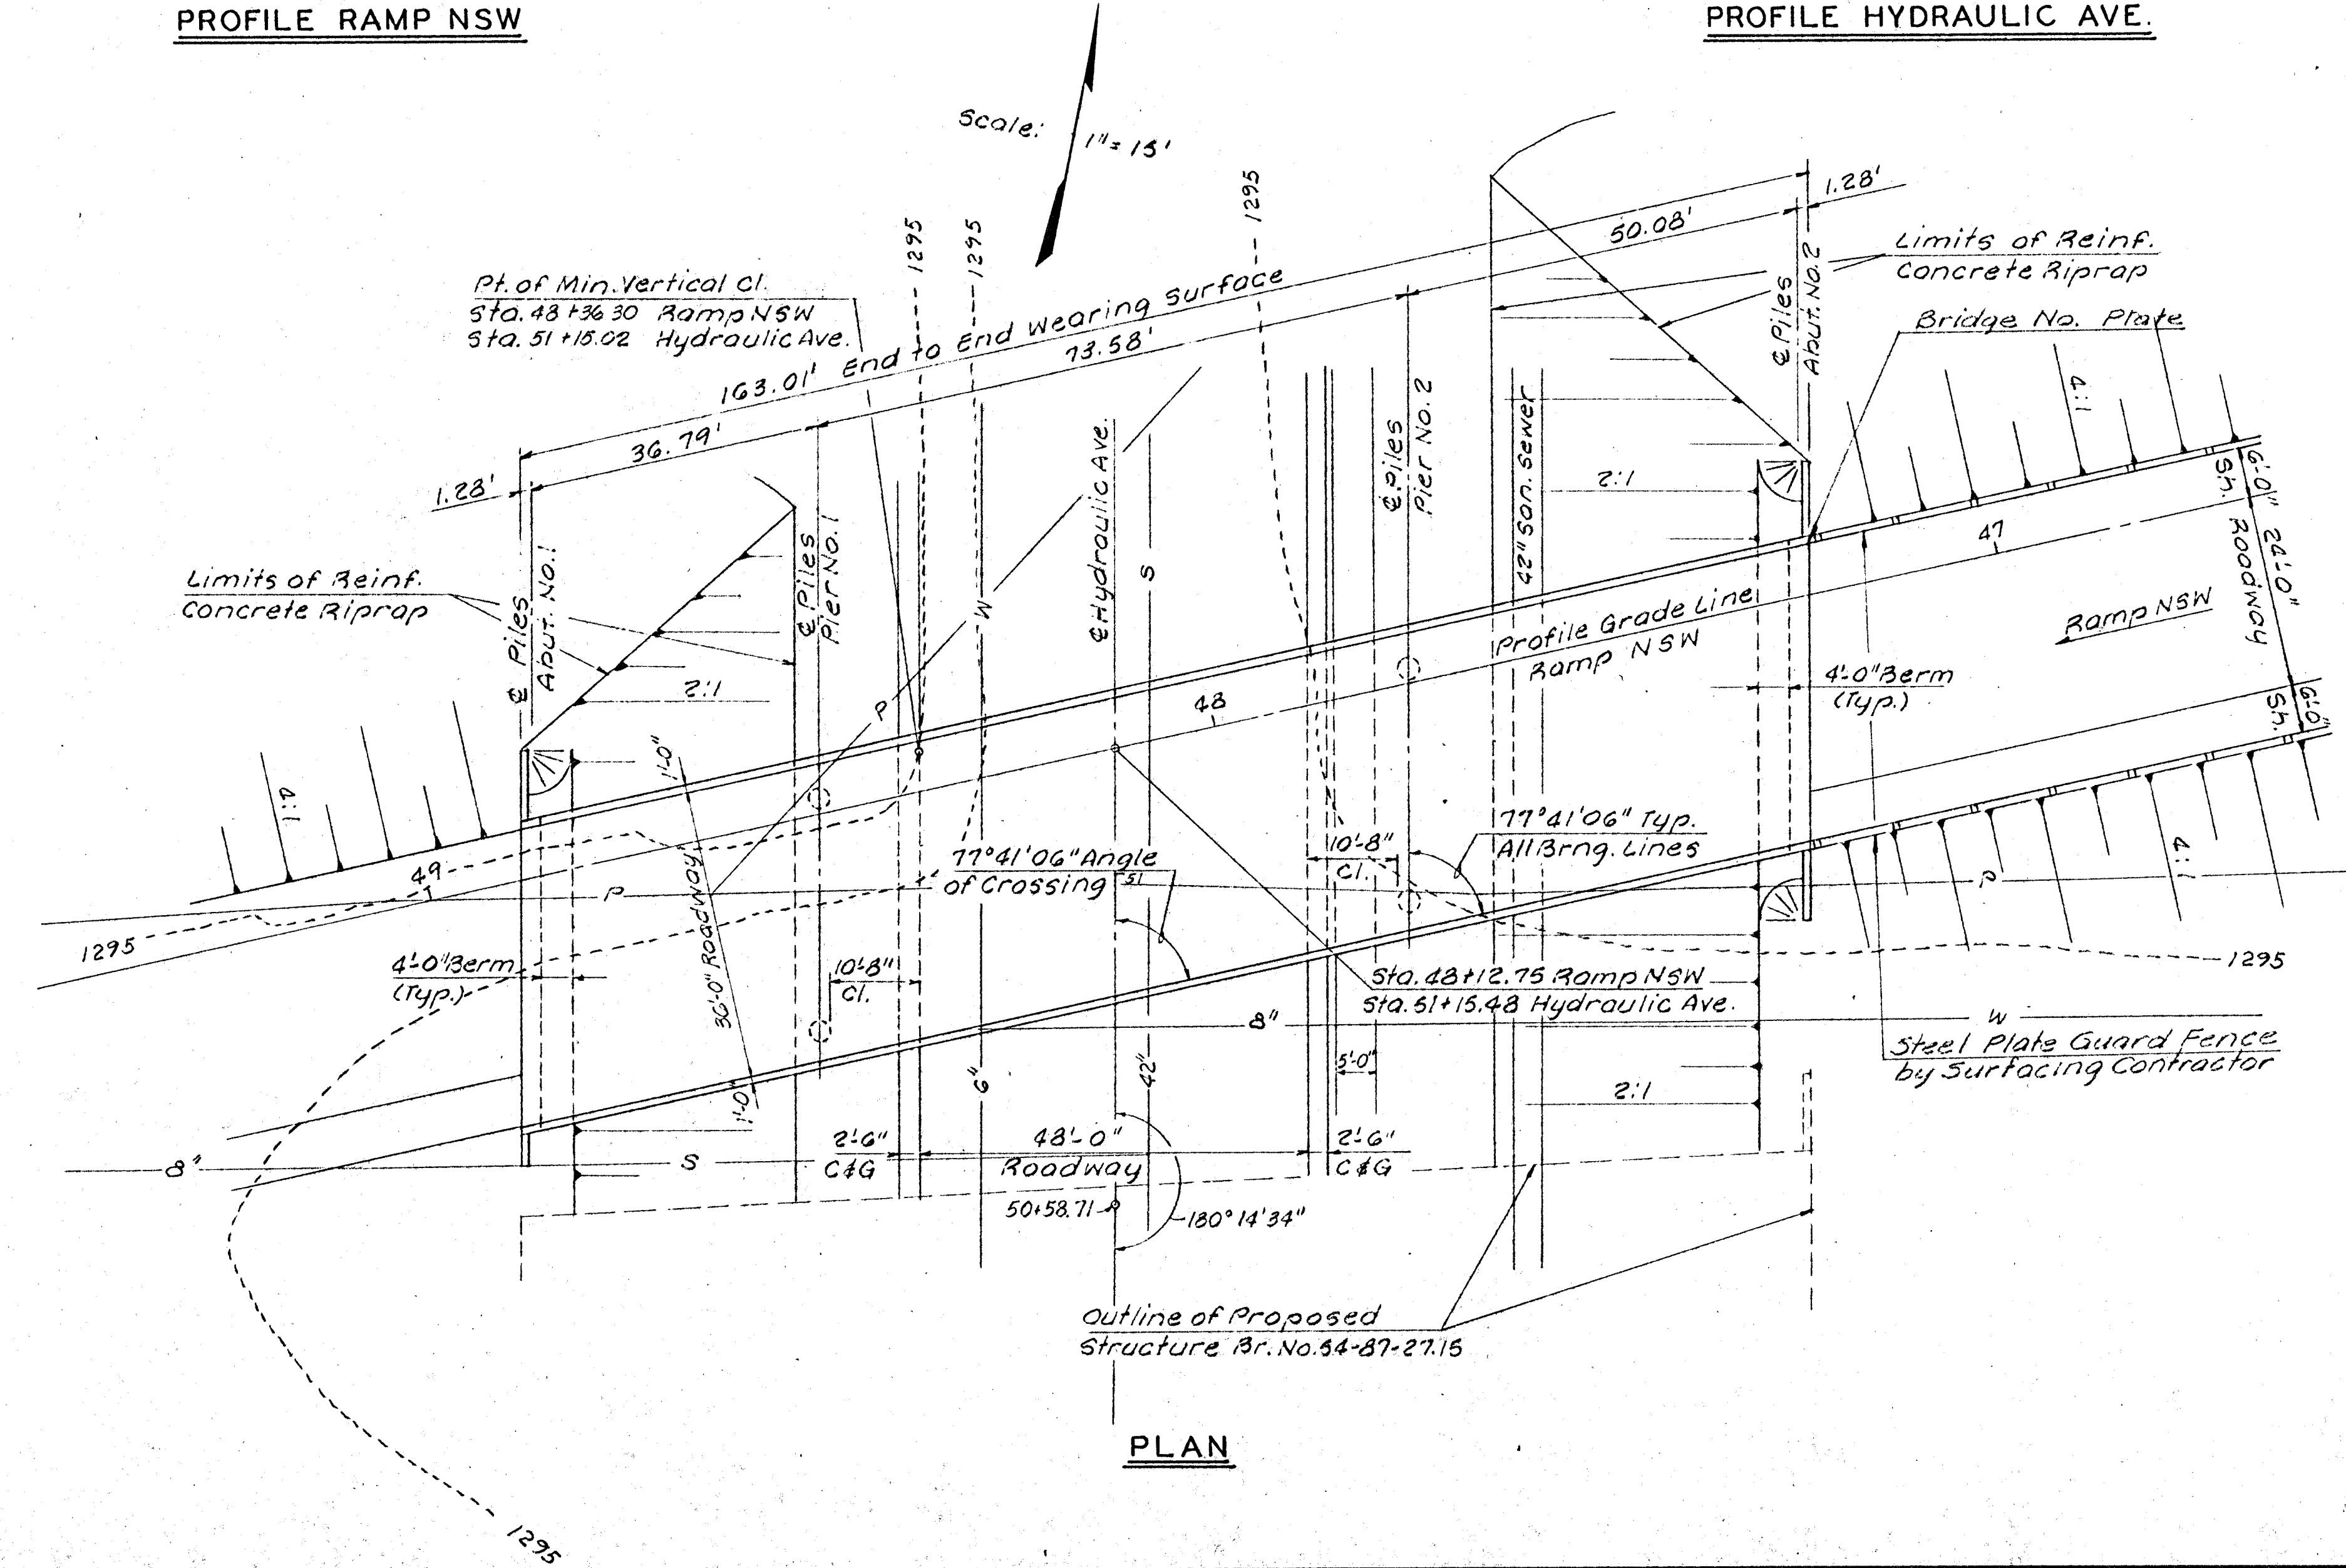 PROFILE RAMP NSW
PROFILE HYDRAULIC AVE.
Scale:
1"= 15'
1295
1295
1295
1.28'
50.08'
Limits of Reinf.
Concrete Riprap
Pt. of Min. Vertical Cl.
Sta. 48+36 30 Ramp NSW
Sta. 51+15.02 Hydraulic Ave.
163.01' End to End Wearing Surface
73.58'
36.79'
1.28'
℄ Piles
Abut. No. 2
Bridge No. Plate
4:1
℄ Hydraulic Ave.
℄ Piles
Pier No. 2
42" San. Sewer
2:1
6'-0"
Sh.
24'-0"
Roadway
6'-0"
Sh.
47
Ramp NSW
Limits of Reinf.
Concrete Riprap
℄ Piles
Abut. No. 1
℄ Piles
Pier No. 1
W
S
Profile Grade Line
Ramp NSW
4'-0" Berm
(Typ.)
2:1
P
48
1'-0"
4:1
49
P
36'-0" Roadway
77°41'06" Angle
of Crossing
51
10'-8"
Cl.
77°41'06" Typ.
All Brng. Lines
4:1
P
1295
4'-0" Berm
(Typ.)
10'-8"
Cl.
Sta. 48+12.75 Ramp NSW
Sta. 51+15.48 Hydraulic Ave.
1295
8"
W
Steel Plate Guard Fence
by Surfacing Contractor
5'-0"
6"
42"
1'-0"
2:1
8"
S
2'-6"
C&G
48'-0"
Roadway
2'-6"
C&G
50+58.71
180°14'34"
Outline of Proposed
Structure Br. No. 54-87-27.15
PLAN
1295